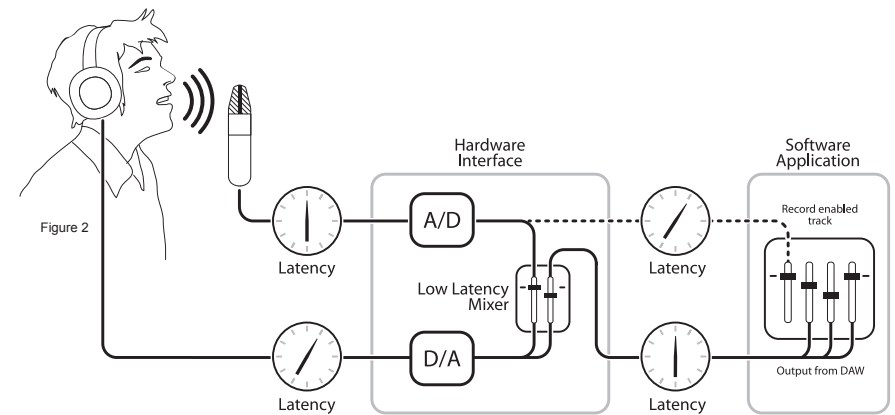 Hardware
Interface
Software
Application
Record enabled
track
A/D
Figure 2
Latency
Latency
Low Latency
Mixer
D/A
Output from DAW
Latency
Latency